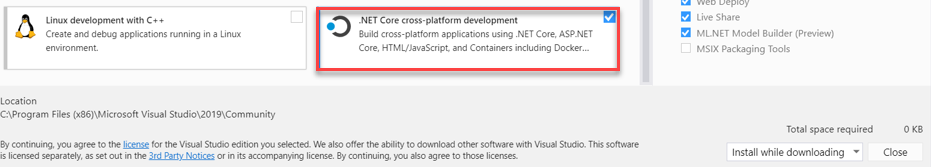 Linux development with C++
Create and debug applications running in a Linux
environment.
.NET Core cross-platform development
Build cross-platform applications using .NET Core, ASP.NET
Core, HTML/JavaScript, and Containers including Docker...
Web Deploy
Live Share
ML.NET Model Builder (Preview)
MSIX Packaging Tools
Location
C:\Program Files (x86)\Microsoft Visual Studio\2019\Community
By continuing, you agree to the license for the Visual Studio edition you selected. We also offer the ability to download other software with Visual Studio. This software
is licensed separately, as set out in the 3rd Party Notices or in its accompanying license. By continuing, you also agree to those licenses.
Total space required 0 KB
Install while downloading
Close